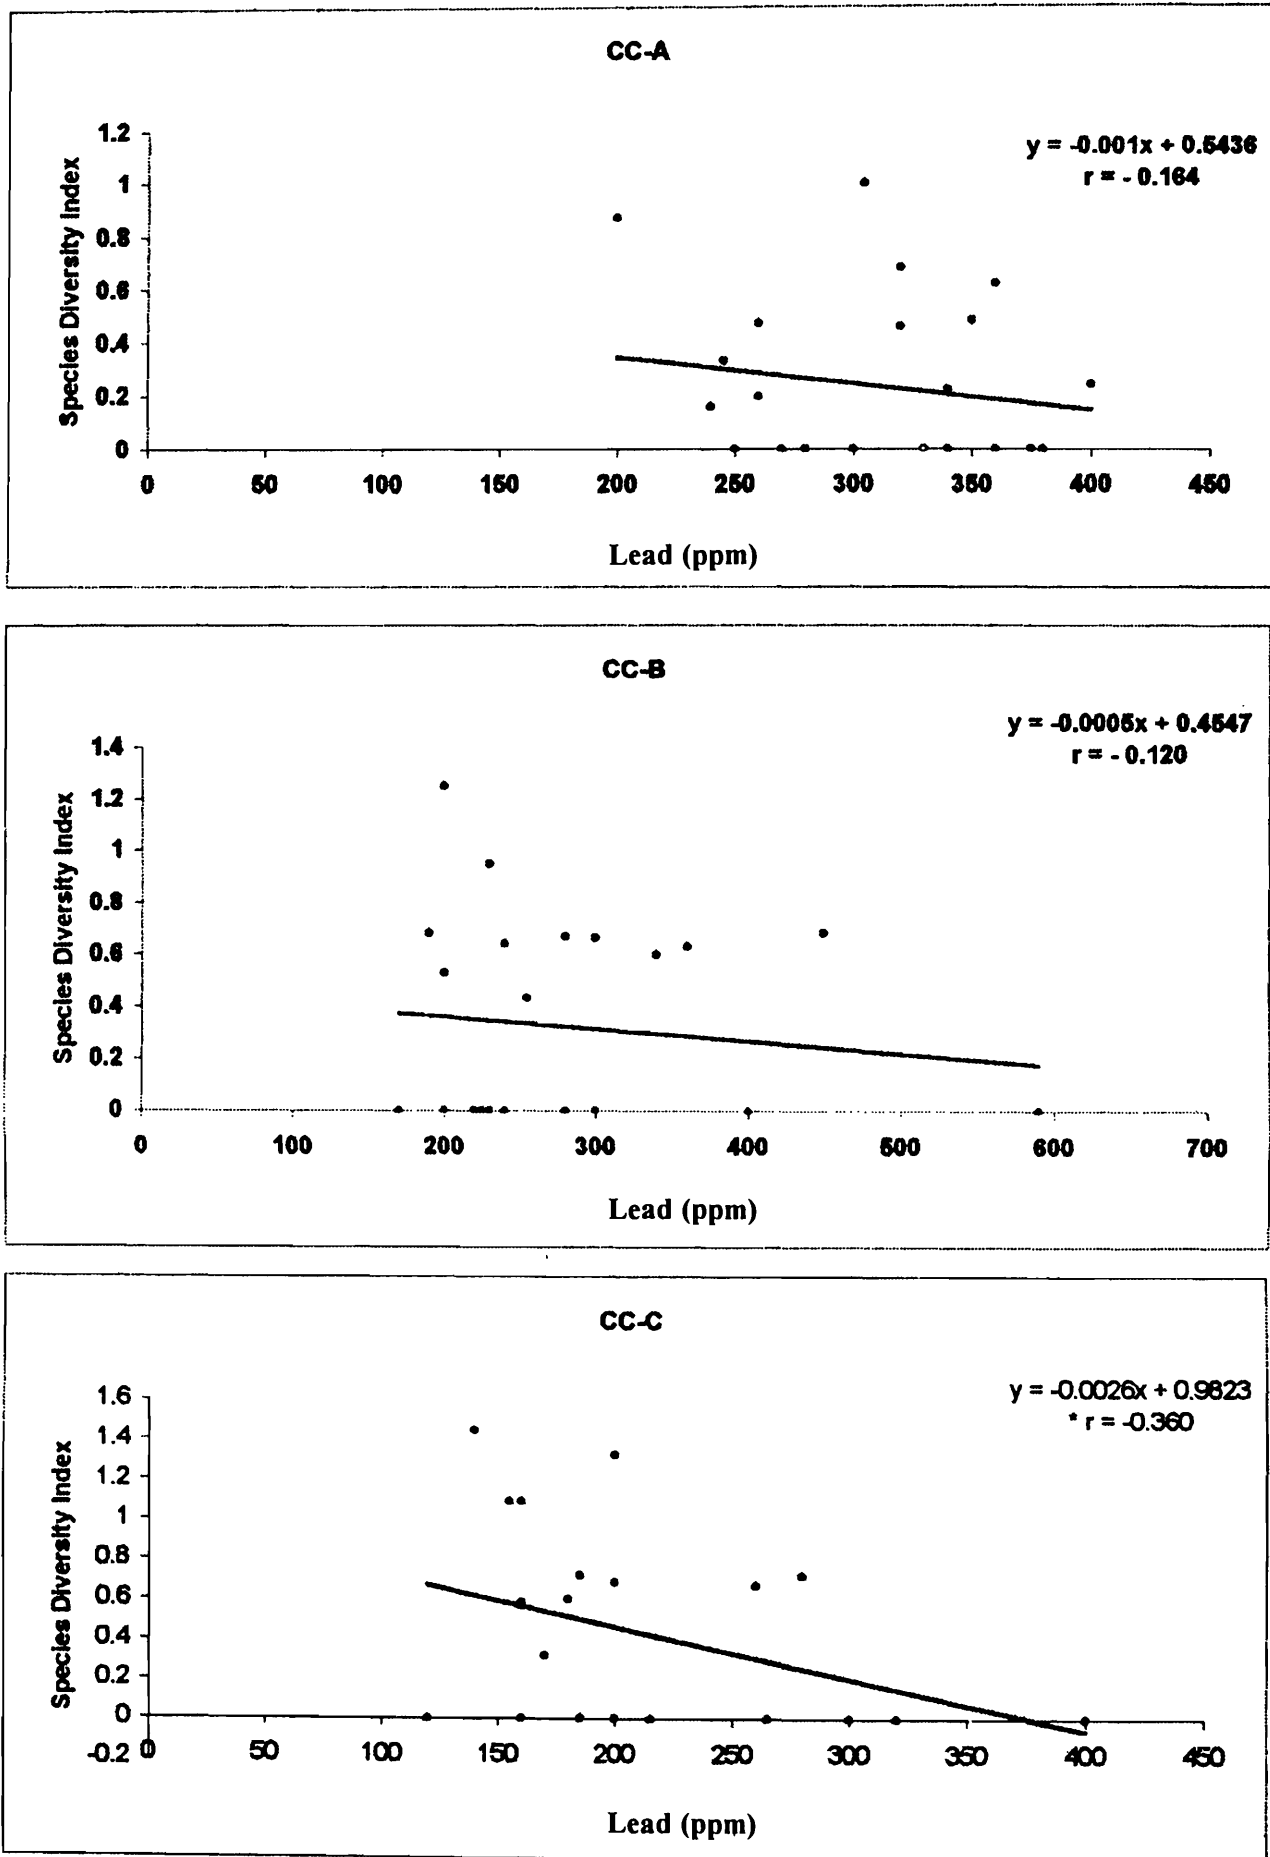 CC-A
y = -0.001x + 0.5436
r = - 0.164
Species Diversity Index
1.2
1
0.8
0.6
0.4
0.2
0
0 50 100 150 200 250 300 350 400 450
Lead (ppm)
CC-B
y = -0.0005x + 0.4547
r = - 0.120
Species Diversity Index
1.4
1.2
1
0.8
0.6
0.4
0.2
0
0 100 200 300 400 500 600 700
Lead (ppm)
CC-C
y = -0.0026x + 0.9823
* r = -0.360
Species Diversity Index
1.6
1.4
1.2
1
0.8
0.6
0.4
0.2
0
-0.2
0 50 100 150 200 250 300 350 400 450
Lead (ppm)